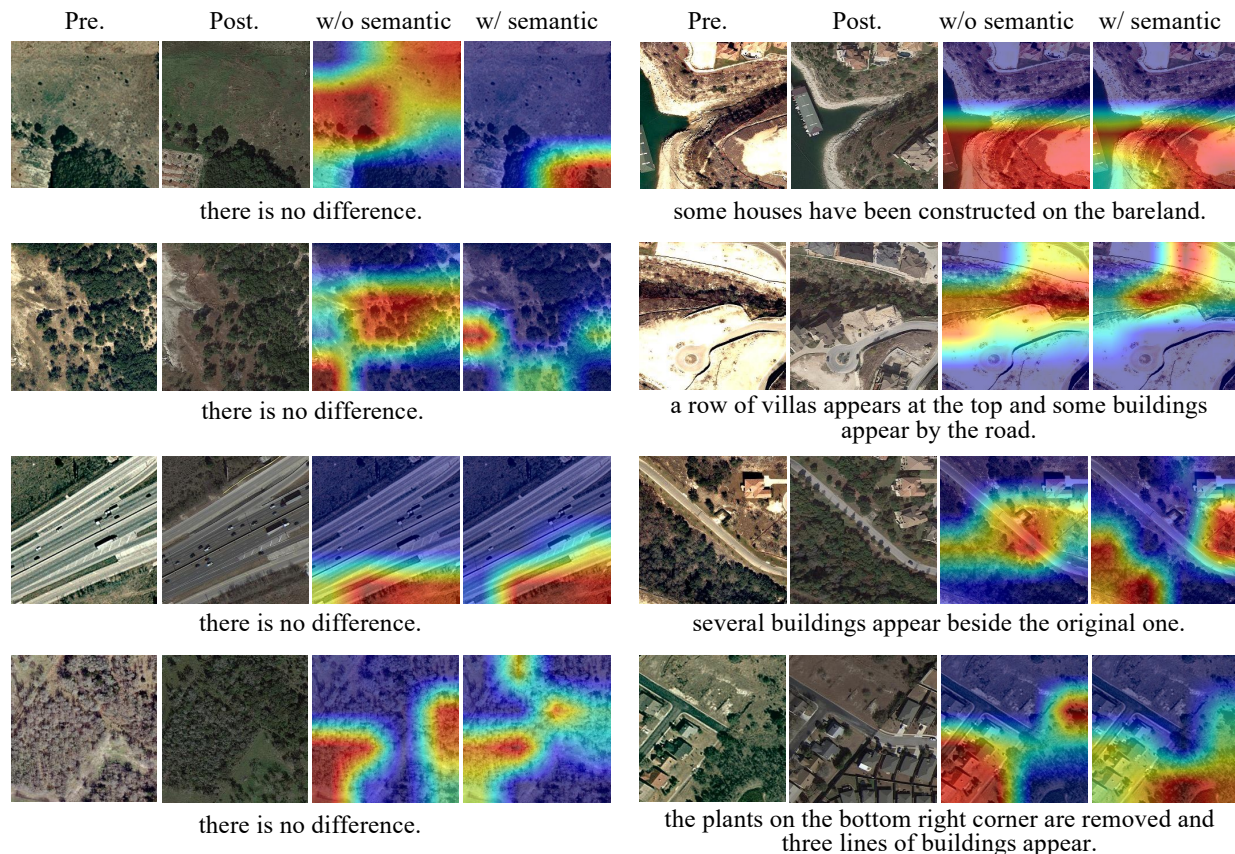 Pre. Post. w/o semantic w/ semantic Pre. Post. w/o semantic w/ semantic
there is no difference.
some houses have been constructed on the bareland.
there is no difference.
a row of villas appears at the top and some buildings
appear by the road.
there is no difference.
several buildings appear beside the original one.
there is no difference.
the plants on the bottom right corner are removed and
three lines of buildings appear.